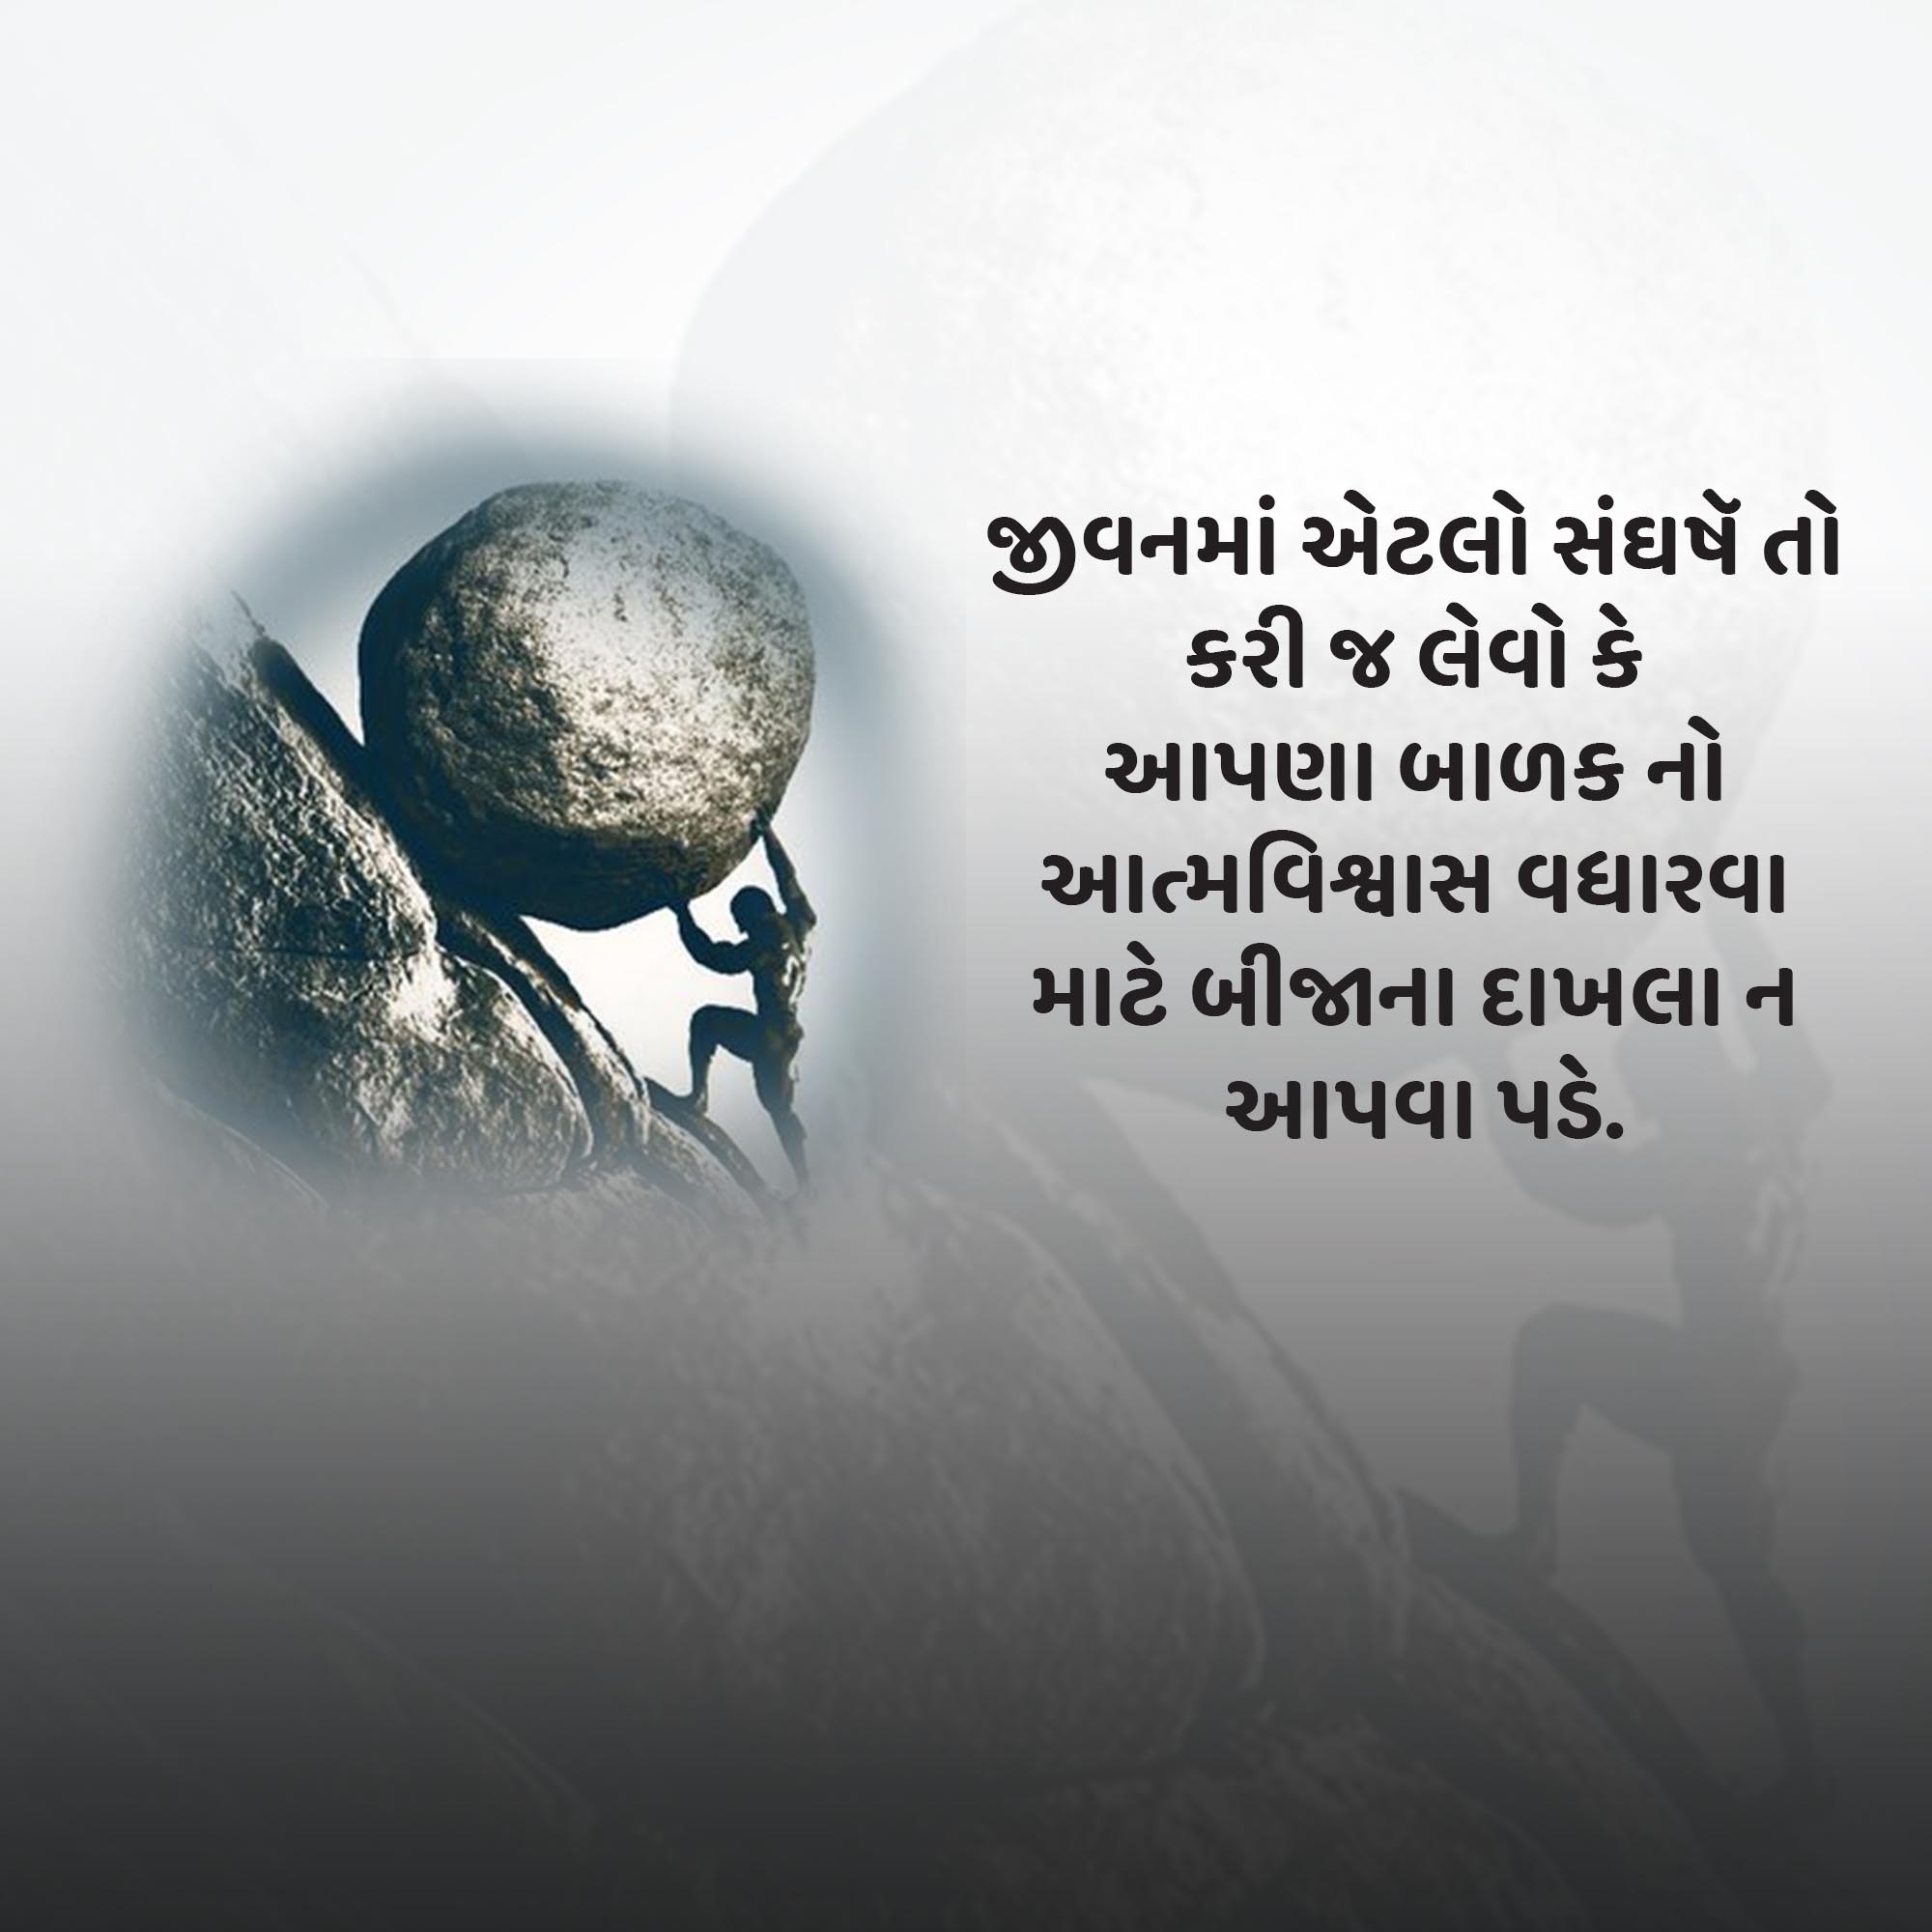 જીવનમાં એટલો સંઘર્ષૅ તો
કરી જ લેવો કે
આપણા બાળક નો
આત્મવિશ્વાસ વધારવા
માટે બીજાના દાખલા ન
આપવા પડે.